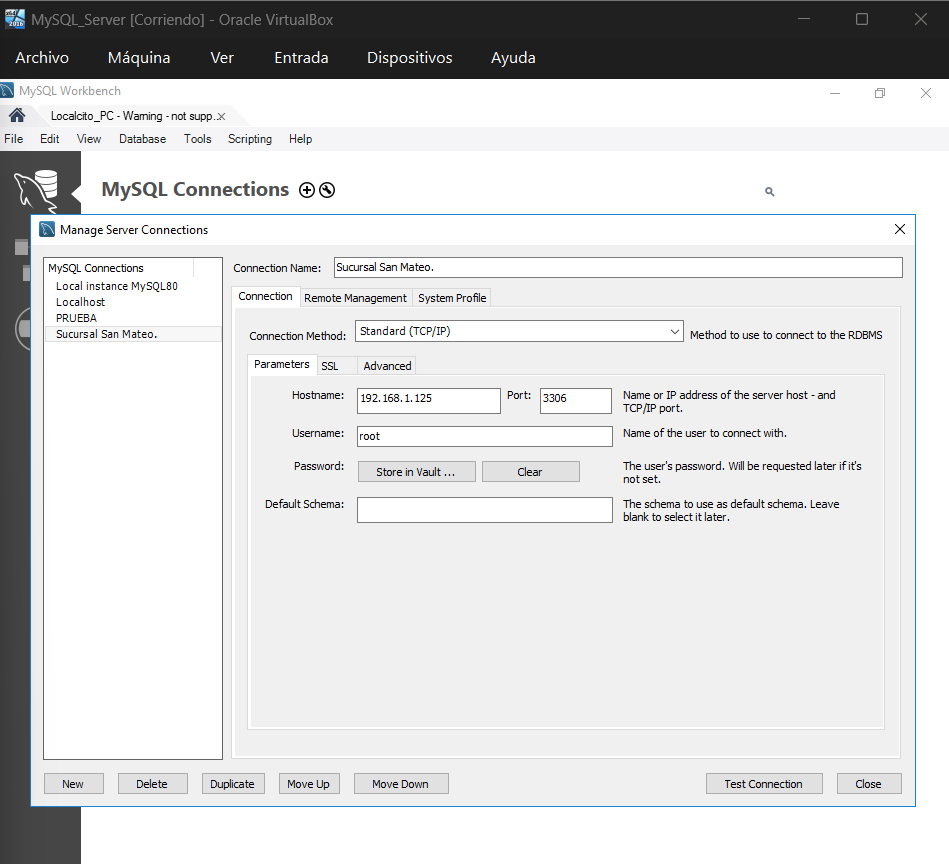 MySQL_Server [Corriendo] - Oracle VirtualBox
Archivo Máquina Ver Entrada Dispositivos Ayuda
MySQL Workbench
Localcito_PC - Warning - not supp...
File Edit View Database Tools Scripting Help
MySQL Connections
Manage Server Connections
MySQL Connections
Local instance MySQL80
Localhost
PRUEBA
Sucursal San Mateo.
Connection Name: Sucursal San Mateo.
Connection Remote Management System Profile
Connection Method: Standard (TCP/IP) Method to use to connect to the RDBMS
Parameters SSL Advanced
Hostname: 192.168.1.125 Port: 3306 Name or IP address of the server host - and
TCP/IP port.
Username: root Name of the user to connect with.
Password: Store in Vault ... Clear The user's password. Will be requested later if it's
not set.
Default Schema: The schema to use as default schema. Leave
blank to select it later.
New Delete Duplicate Move Up Move Down Test Connection Close